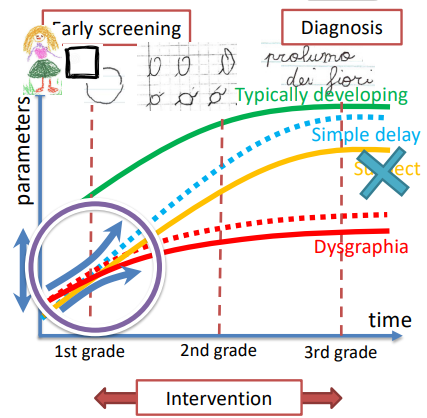 Early screening
Diagnosis
profumo
dei fiori
Typically developing
Simple delay
Dysgraphia
parameters
time
1st grade
2nd grade
3rd grade
Intervention